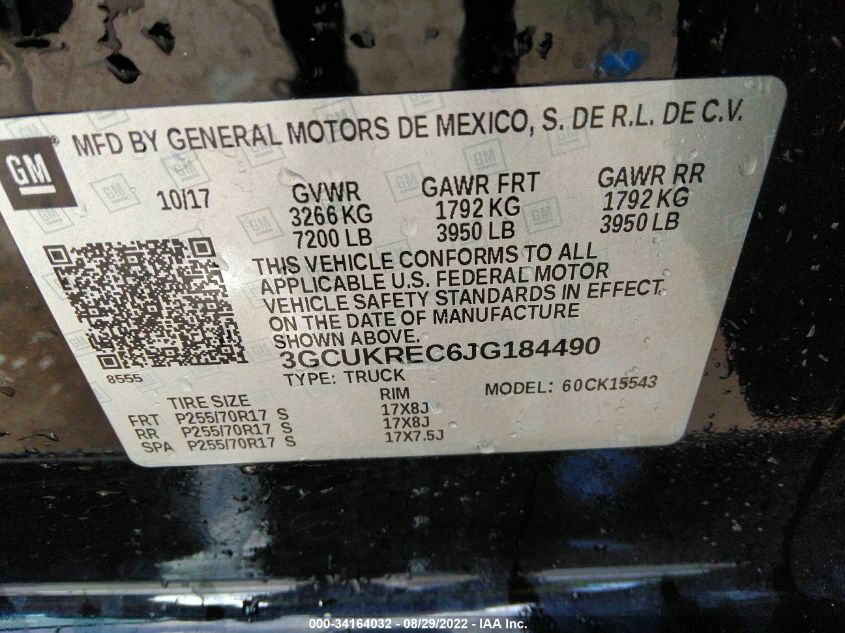 MFD BY GENERAL MOTORS DE MEXICO, S. DE R.L. DE C.V.
GM
10/17
GVWR
3266 KG
7200 LB
GAWR FRT
1792 KG
3950 LB
GAWR RR
1792 KG
3950 LB
THIS VEHICLE CONFORMS TO ALL
APPLICABLE U.S. FEDERAL MOTOR
VEHICLE SAFETY STANDARDS IN EFFECT
ON THE DATE OF MANUFACTURE
SHOWN ABOVE.
3GCUKREC6JG184490
8555
TYPE: TRUCK
MODEL: 60CK15543
TIRE SIZE RIM
FRT P255/70R17 S 17X8J
RR P255/70R17 S 17X8J
SPA P255/70R17 S 17X7.5J
000-34164032 - 08/29/2022 - IAA Inc.